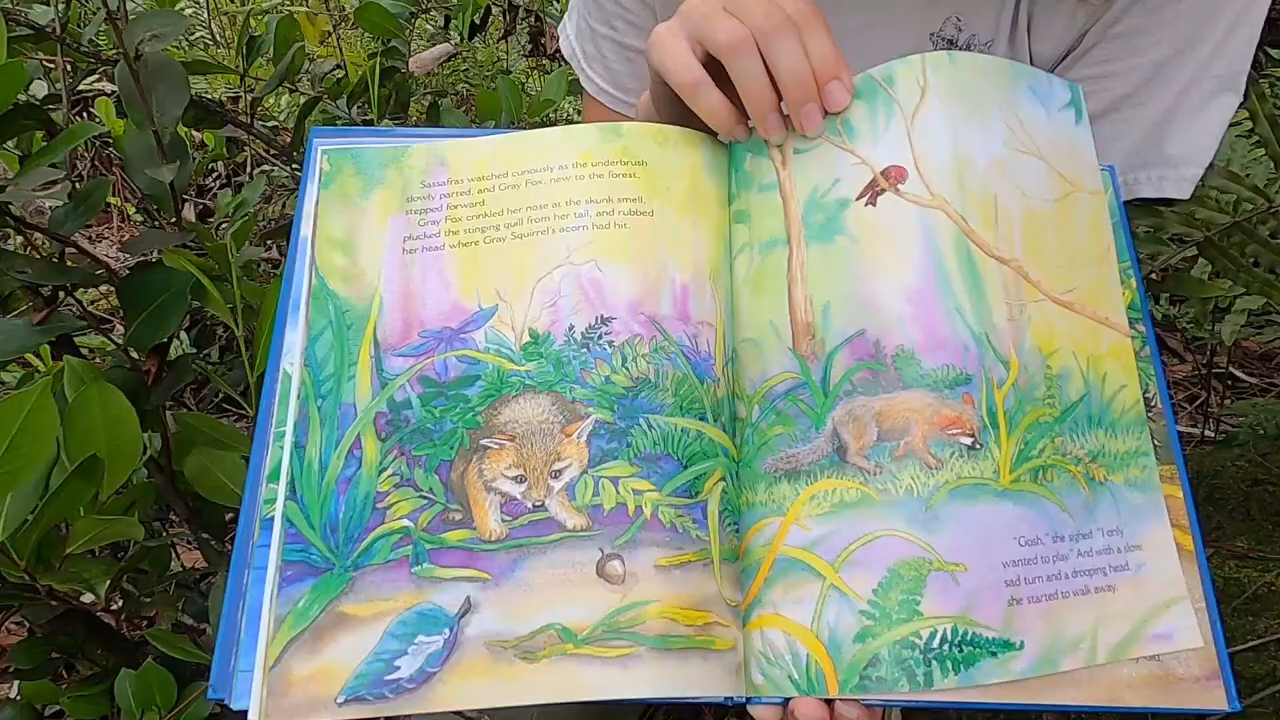 Sassafras watched curiously as the underbrush
slowly parted, and Gray Fox, new to the forest,
stepped forward.
Gray Fox crinkled her nose at the skunk smell,
plucked the stinging quill from her tail, and rubbed
her head where Gray Squirrel's acorn had hit.
"Gosh," she sighed. "I only
wanted to play." And with a slow,
sad turn and a drooping head,
she started to walk away.